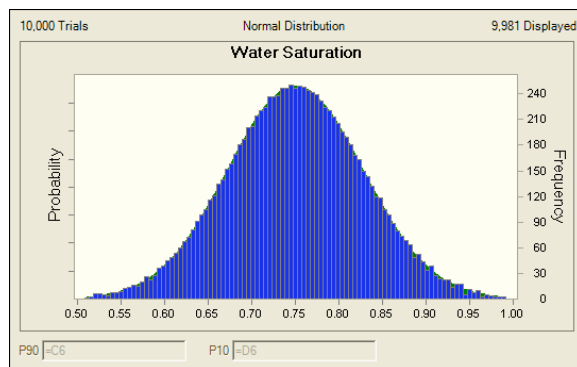 10,000 Trials Normal Distribution 9,981 Displayed
Water Saturation
Probability
Frequency
240
210
180
150
120
90
60
30
0
0.50 0.55 0.60 0.65 0.70 0.75 0.80 0.85 0.90 0.95 1.00
P90 =C6 P10 =D6